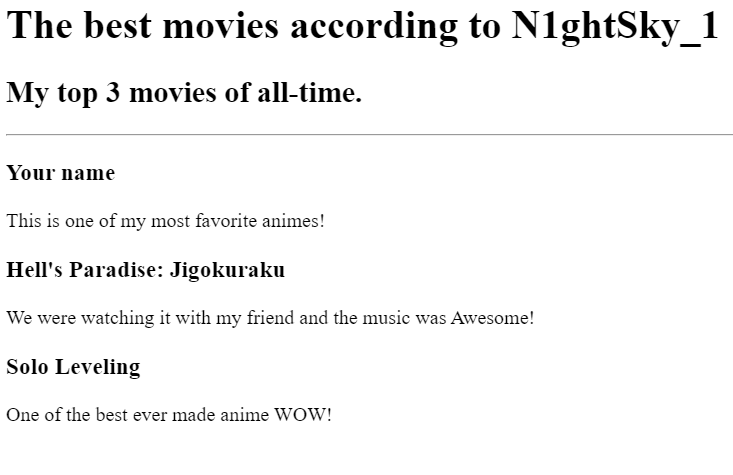 The best movies according to N1ghtSky_1
My top 3 movies of all-time.
Your name
This is one of my most favorite animes!
Hell's Paradise: Jigokuraku
We were watching it with my friend and the music was Awesome!
Solo Leveling
One of the best ever made anime WOW!